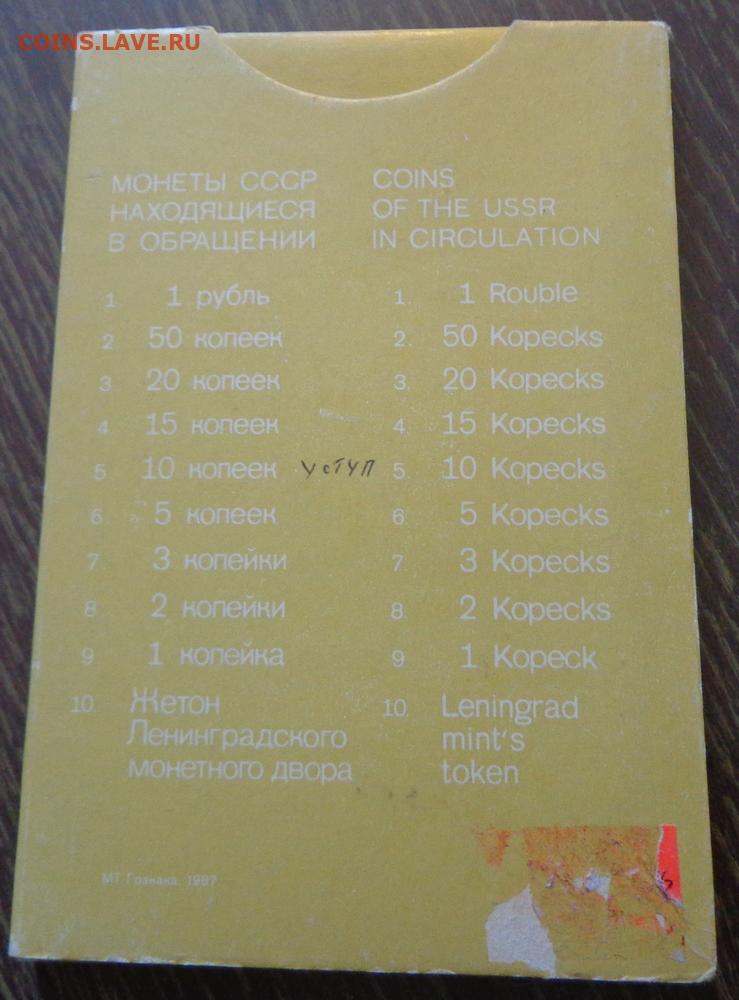 COINS.LAVE.RU
МОНЕТЫ СССР
НАХОДЯЩИЕСЯ
В ОБРАЩЕНИИ
1. 1 рубль
2. 50 копеек
3. 20 копеек
4. 15 копеек
5. 10 копеек уступ
6. 5 копеек
7. 3 копейки
8. 2 копейки
9. 1 копейка
10. Жетон
Ленинградского
монетного двора
COINS
OF THE USSR
IN CIRCULATION
1. 1 Rouble
2. 50 Kopecks
3. 20 Kopecks
4. 15 Kopecks
5. 10 Kopecks
6. 5 Kopecks
7. 3 Kopecks
8. 2 Kopecks
9. 1 Kopeck
10. Leningrad
mint's
token
МТ Гознака. 1987